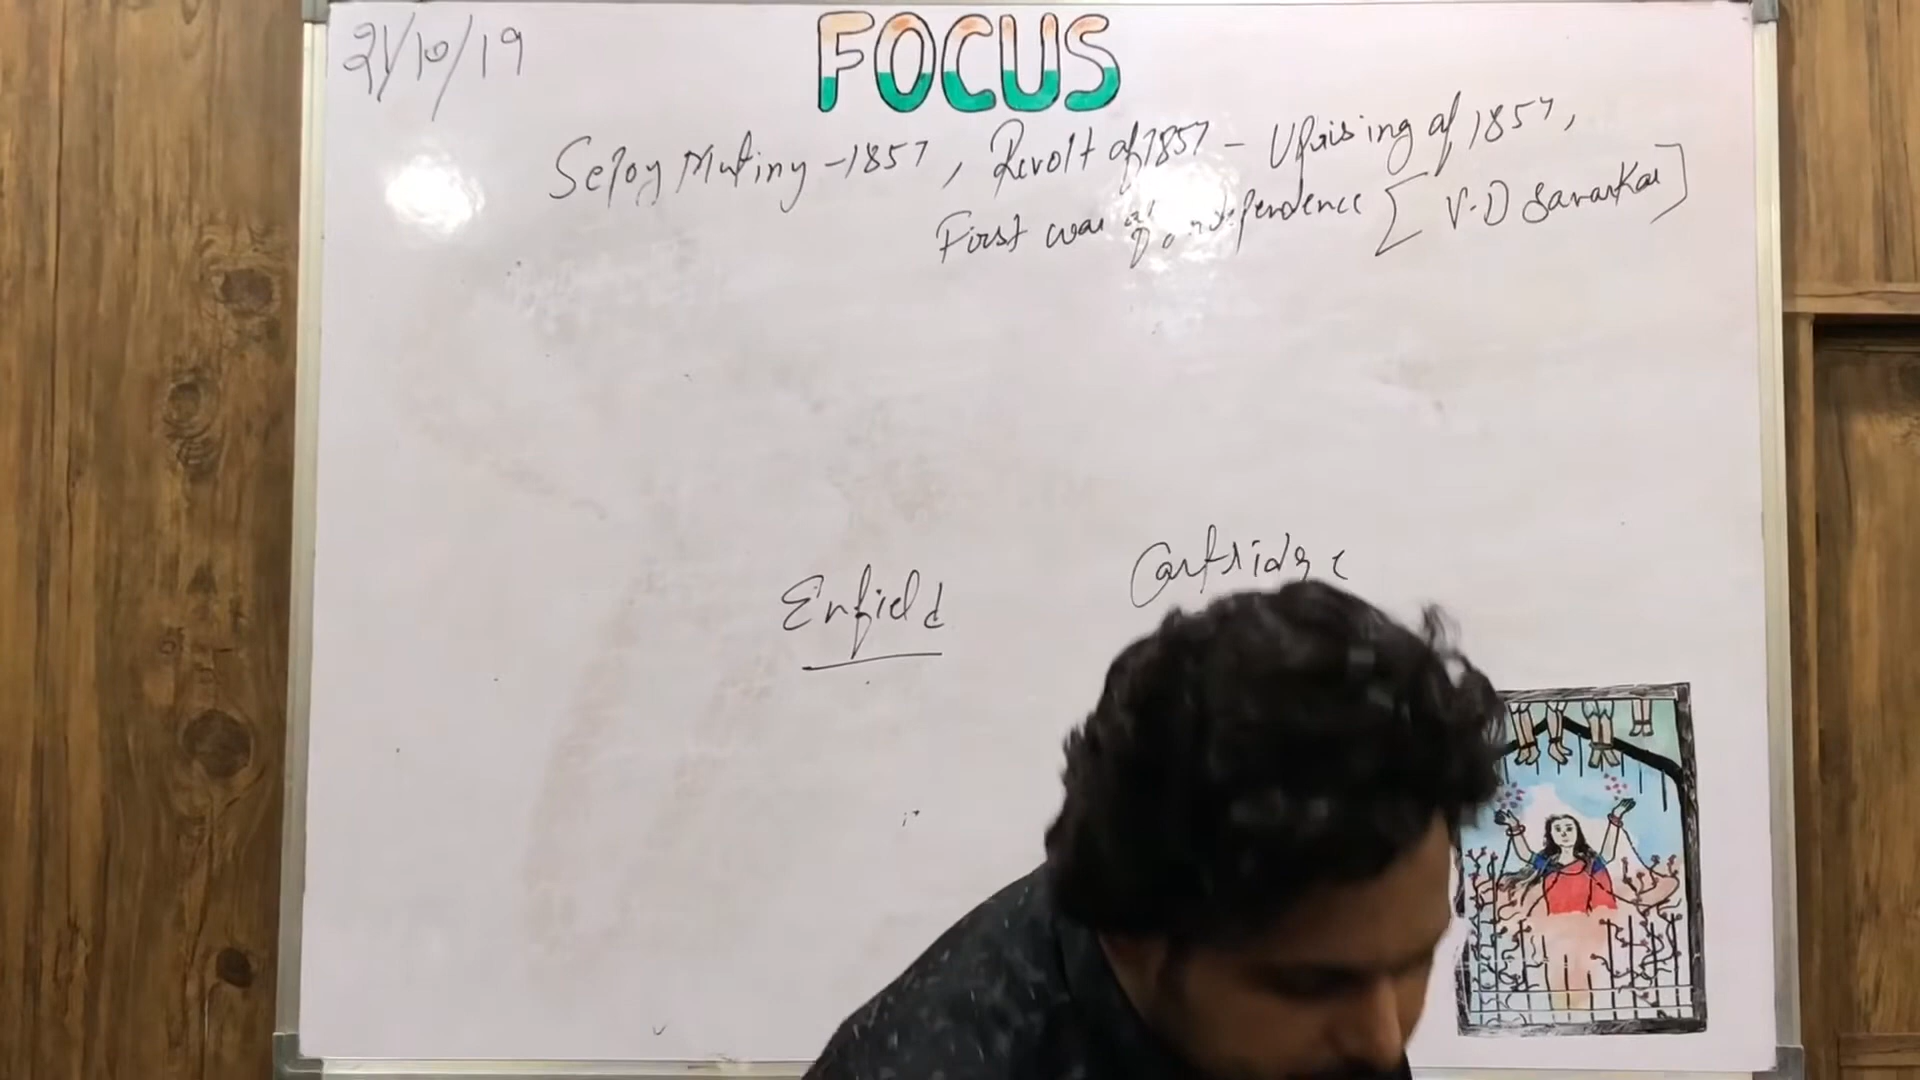 21/10/19
FOCUS
Sepoy Mutiny - 1857, Revolt of 1857 - Uprising of 1857,
First war of Independence [V.D Savarkar]
Enfield
Cartridge